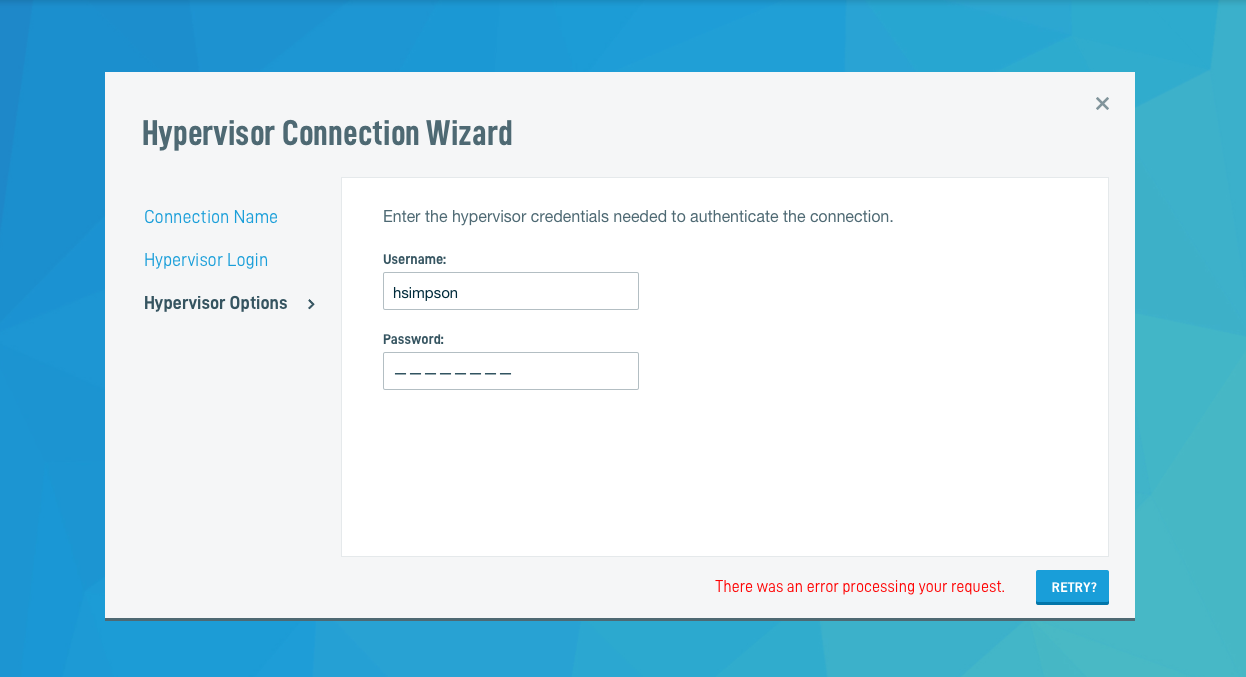 Hypervisor Connection Wizard
Connection Name
Hypervisor Login
Hypervisor Options
Enter the hypervisor credentials needed to authenticate the connection.
Username:
hsimpson
Password:
There was an error processing your request.
RETRY?